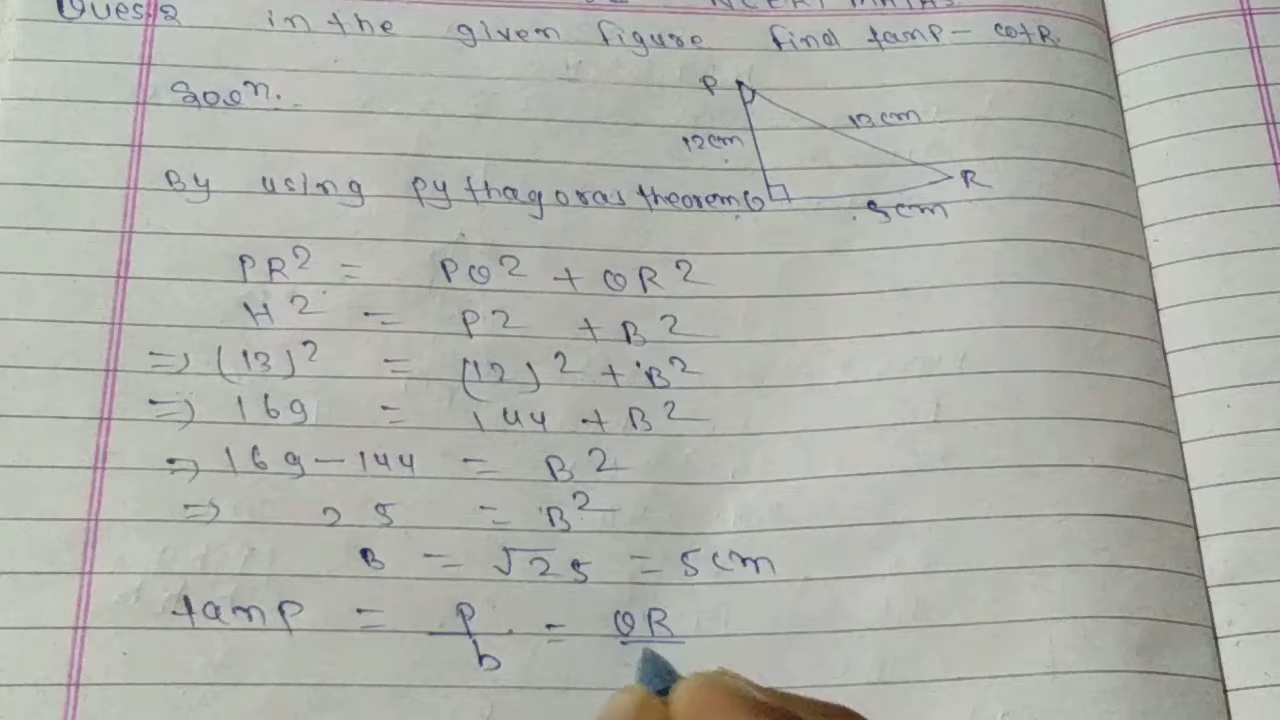 Ques:2 in the given figure find tanP - cotR.
Soon.
P
12cm
13cm
R
Q
5cm
By using pythagoras theorem
PR² = PQ² + QR²
H² = P² + B²
⇒ (13)² = (12)² + B²
⇒ 169 = 144 + B²
⇒ 169 - 144 = B²
⇒ 25 = B²
B = √25 = 5cm
tanP = P/b = QR